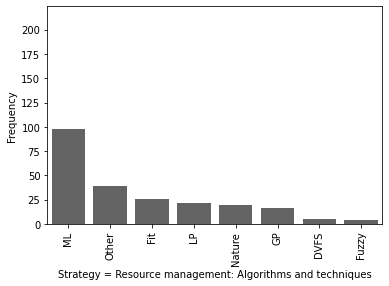 200
175
150
125
100
75
50
25
0
Frequency
ML
Other
Fit
LP
Nature
GP
DVFS
Fuzzy
Strategy = Resource management: Algorithms and techniques